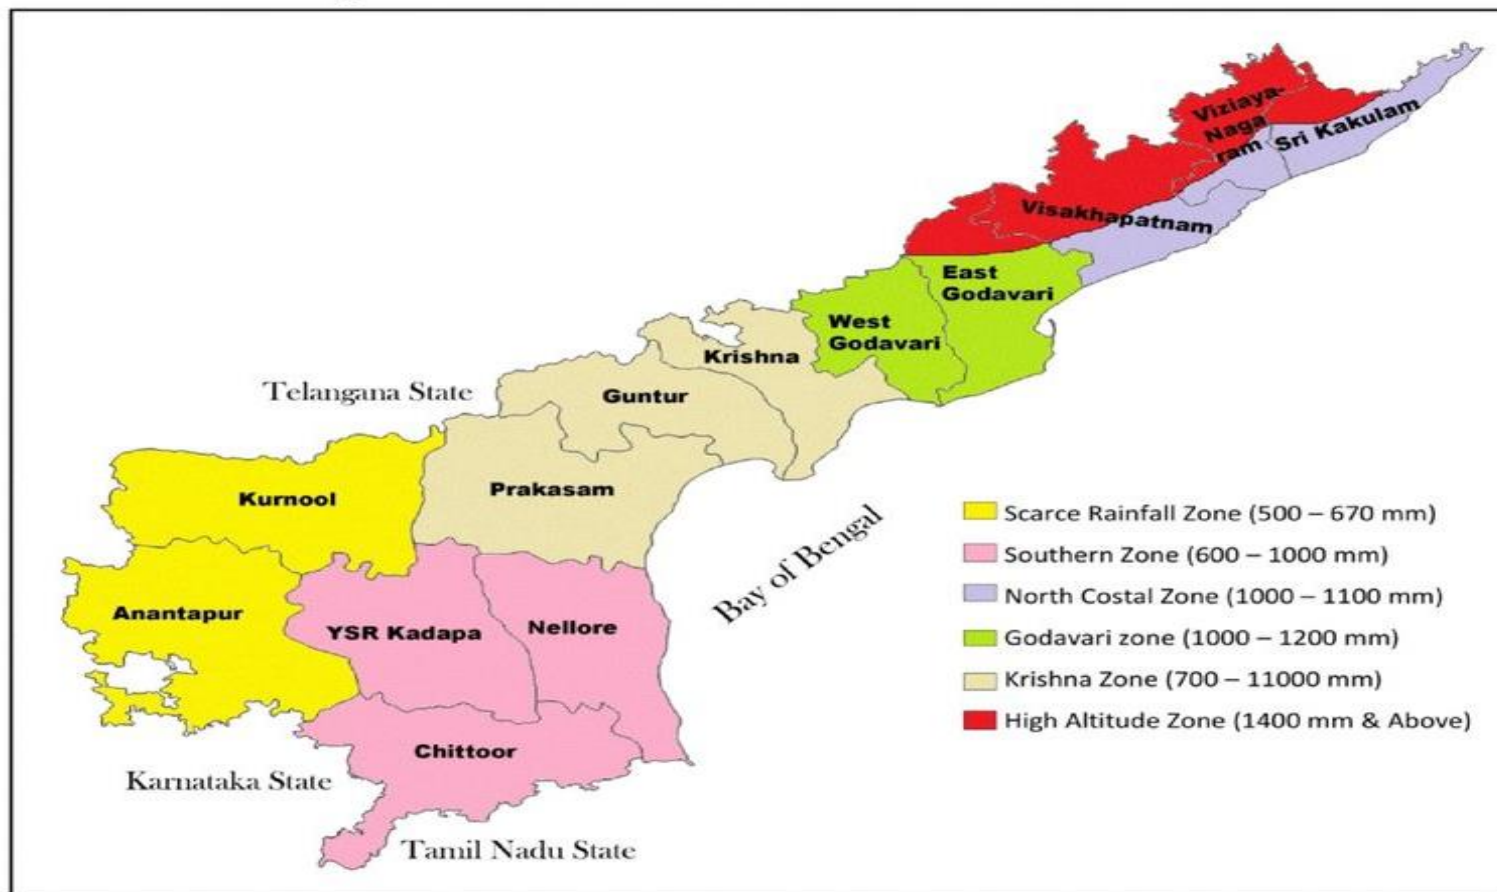 Viziaya-
Naga
ram
Sri Kakulam
Visakhapatnam
East
Godavari
West
Godavari
Krishna
Telangana State
Guntur
Kurnool
Prakasam
Bay of Bengal
Anantapur
YSR Kadapa
Nellore
Chittoor
Karnataka State
Tamil Nadu State
Scarce Rainfall Zone (500 – 670 mm)
Southern Zone (600 – 1000 mm)
North Costal Zone (1000 – 1100 mm)
Godavari zone (1000 – 1200 mm)
Krishna Zone (700 – 11000 mm)
High Altitude Zone (1400 mm & Above)